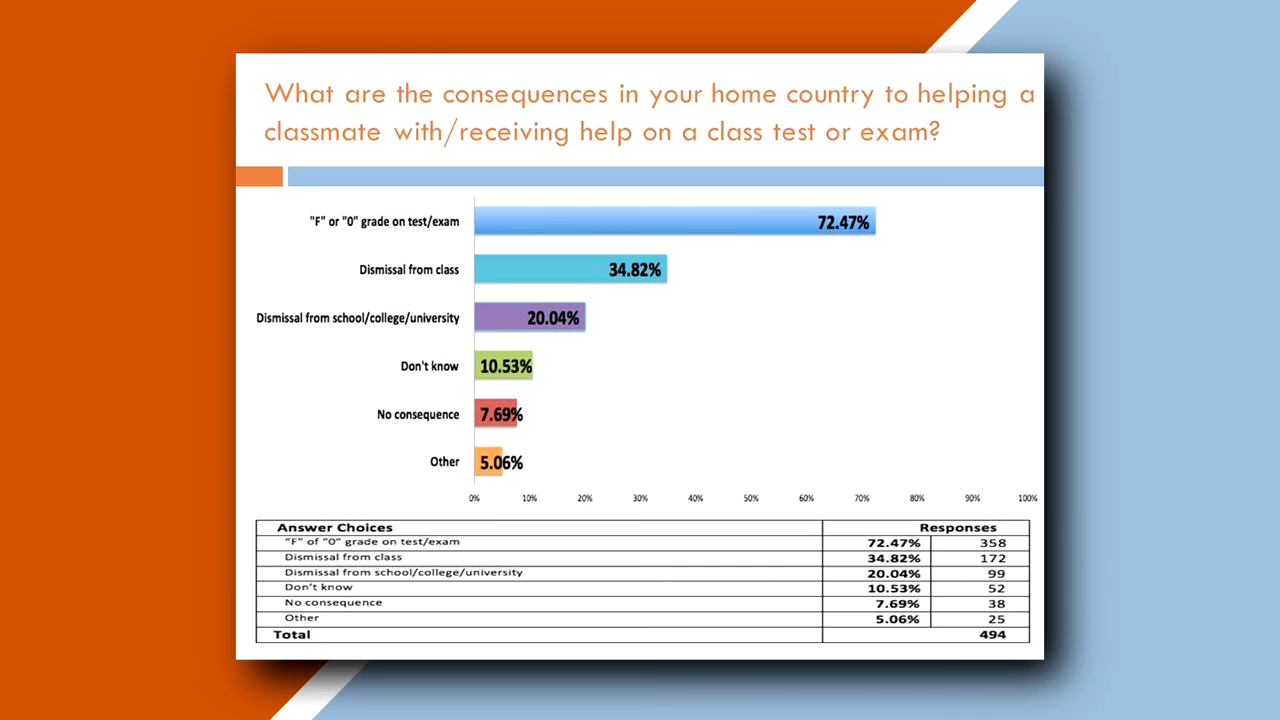 What are the consequences in your home country to helping a
classmate with/receiving help on a class test or exam?
"F" or "0" grade on test/exam 72.47%
Dismissal from class 34.82%
Dismissal from school/college/university 20.04%
Don't know 10.53%
No consequence 7.69%
Other 5.06%
0% 10% 20% 30% 40% 50% 60% 70% 80% 90% 100%
Answer Choices Responses
"F" of "0" grade on test/exam 72.47% 358
Dismissal from class 34.82% 172
Dismissal from school/college/university 20.04% 99
Don't know 10.53% 52
No consequence 7.69% 38
Other 5.06% 25
Total 494